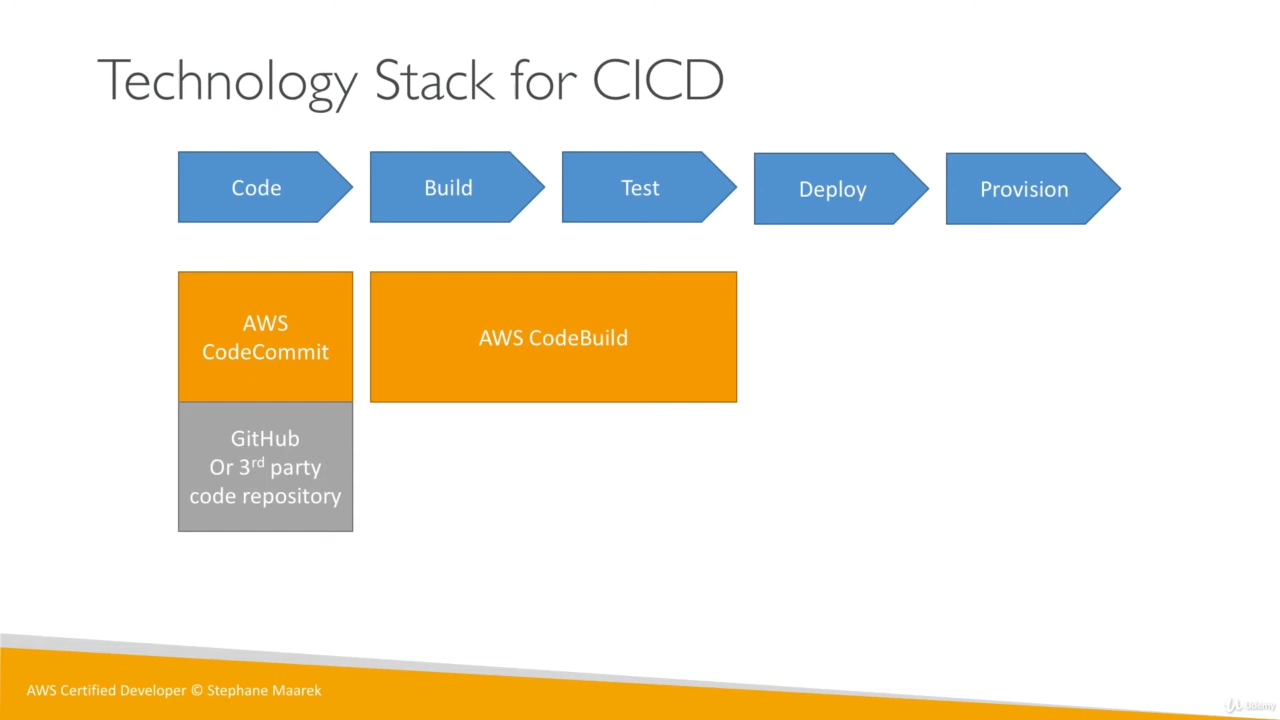 Technology Stack for CICD
Code
Build
Test
Deploy
Provision
AWS
CodeCommit
AWS CodeBuild
GitHub
Or 3rd party
code repository
AWS Certified Developer © Stephane Maarek
Udemy